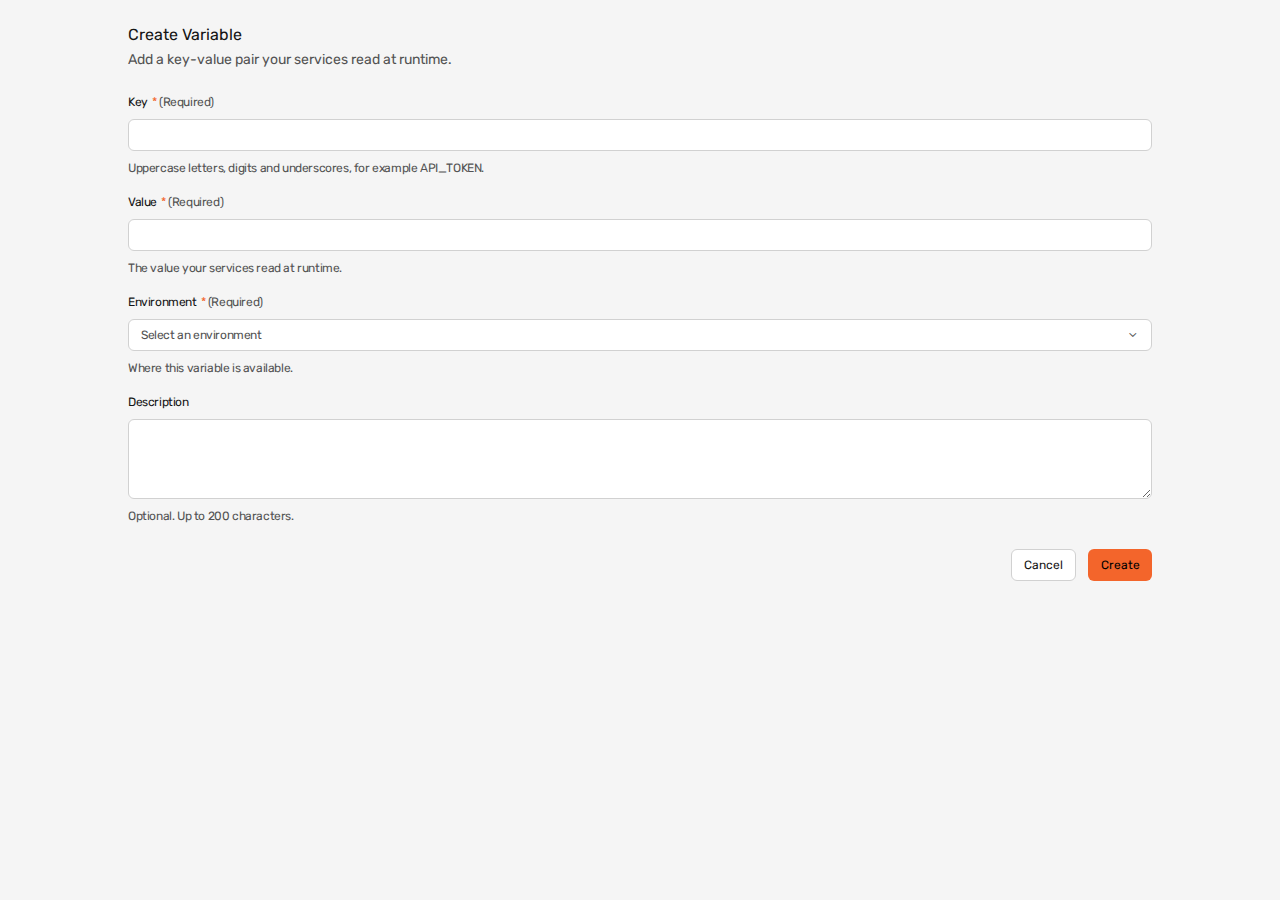 Create Variable
Add a key-value pair your services read at runtime.
Key * (Required)
Uppercase letters, digits and underscores, for example API_TOKEN.
Value * (Required)
The value your services read at runtime.
Environment * (Required)
Select an environment
Where this variable is available.
Description
Optional. Up to 200 characters.
Cancel Create